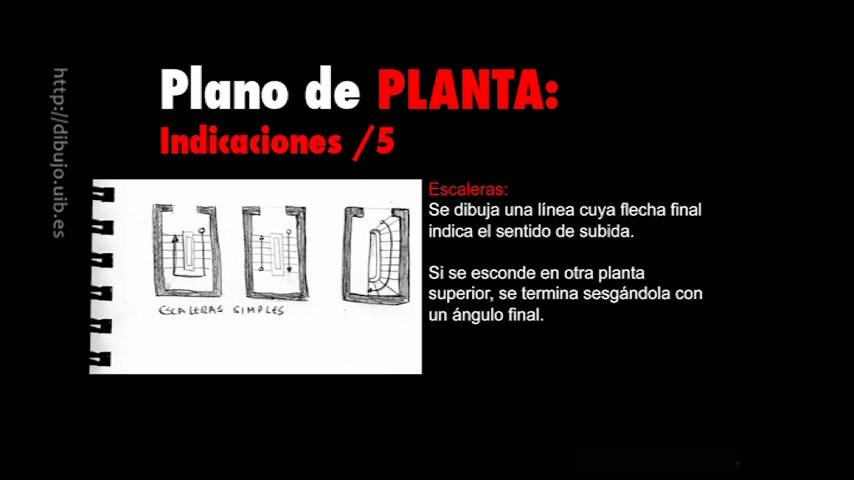 http://dibujo.uib.es
Plano de PLANTA:
Indicaciones /5
Escaleras:
Se dibuja una línea cuya flecha final
indica el sentido de subida.
Si se esconde en otra planta
superior, se termina sesgándola con
un ángulo final.
ESCALERAS SIMPLES